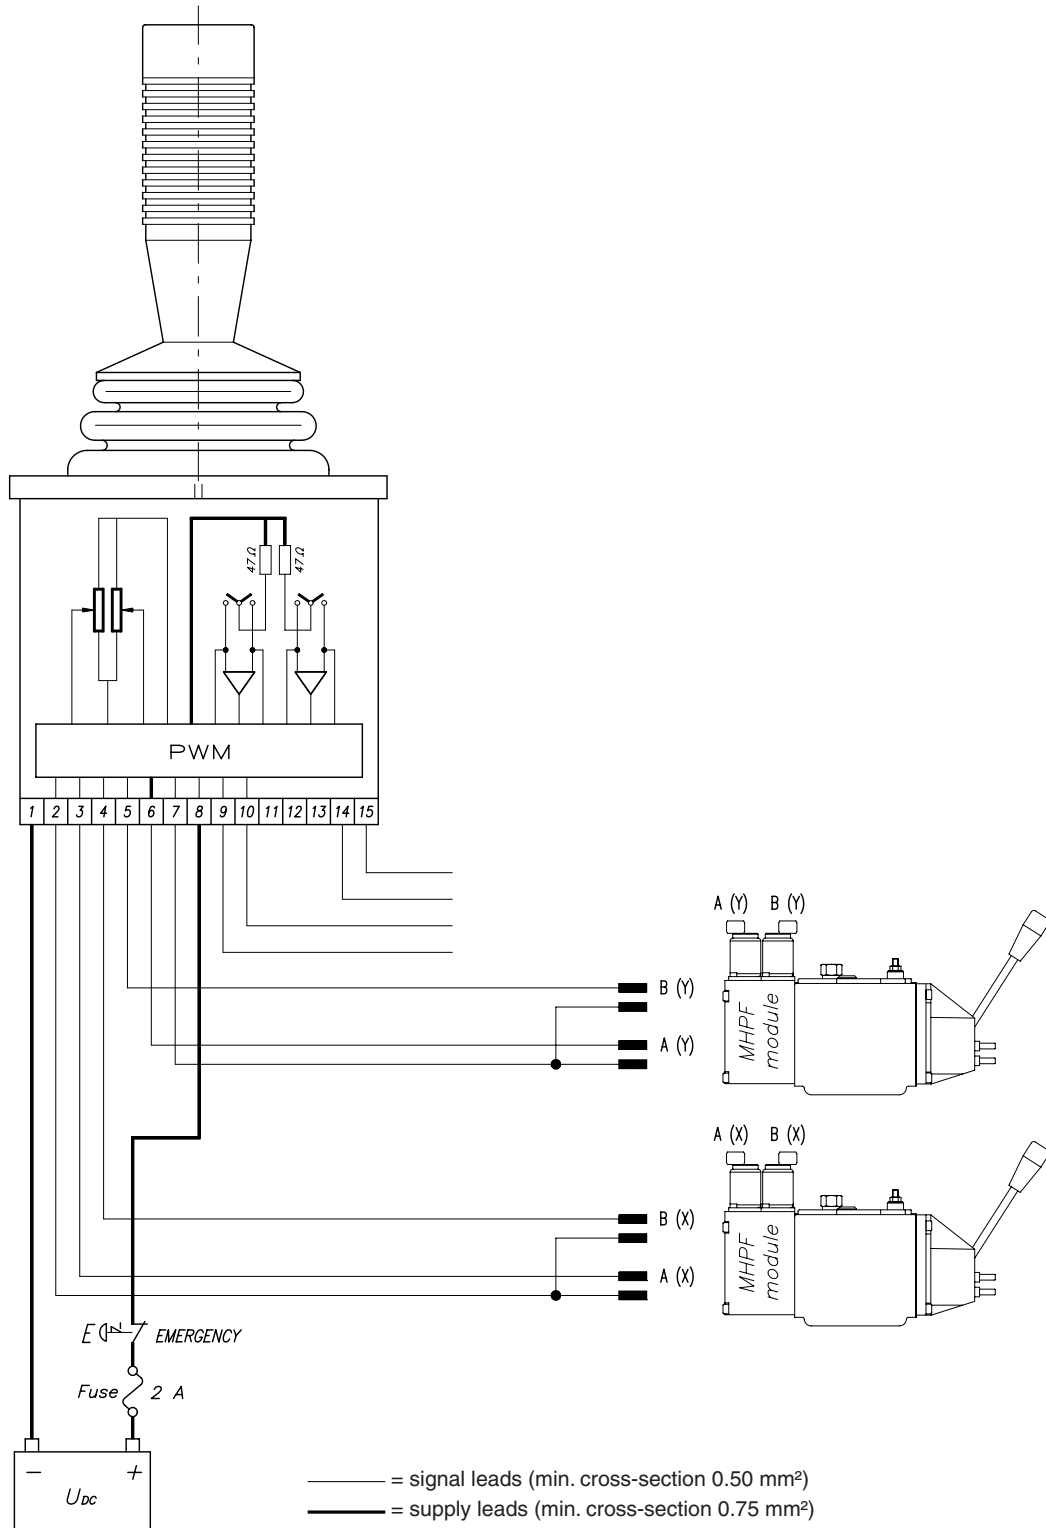 47Ω 47Ω
PWM
1 2 3 4 5 6 7 8 9 10 11 12 13 14 15
A (Y) B (Y)
B (Y)
A (Y)
MHPF
module
A (X) B (X)
B (X)
A (X)
MHPF
module
E EMERGENCY
Fuse 2 A
- +
UDC
= signal leads (min. cross-section 0.50 mm²)
= supply leads (min. cross-section 0.75 mm²)